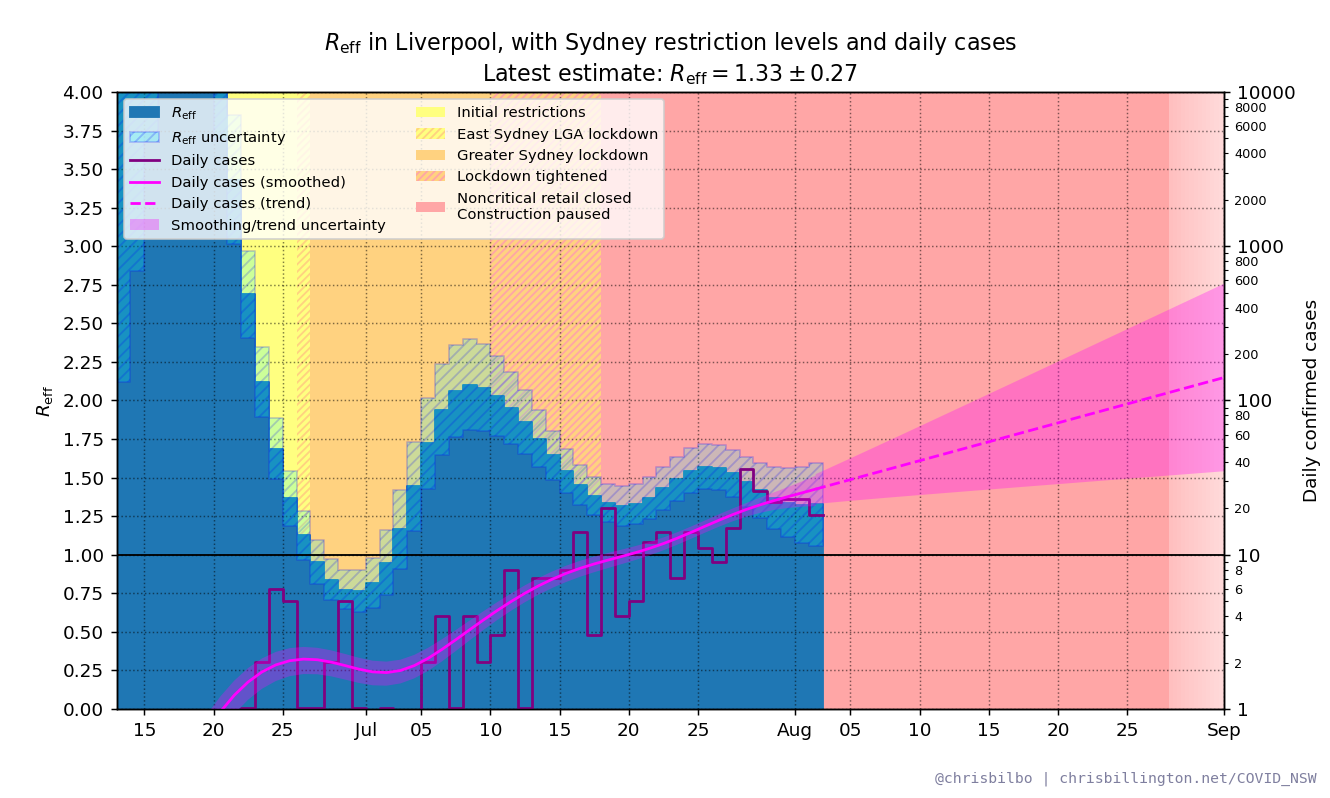 R_eff in Liverpool, with Sydney restriction levels and daily cases
Latest estimate: R_eff = 1.33 ± 0.27
R_eff
R_eff uncertainty
Daily cases
Daily cases (smoothed)
Daily cases (trend)
Smoothing/trend uncertainty
Initial restrictions
East Sydney LGA lockdown
Greater Sydney lockdown
Lockdown tightened
Noncritical retail closed
Construction paused
R_eff
4.00
3.75
3.50
3.25
3.00
2.75
2.50
2.25
2.00
1.75
1.50
1.25
1.00
0.75
0.50
0.25
0.00
10000
8000
6000
4000
2000
1000
800
600
400
200
100
80
60
40
20
10
8
6
4
2
1
Daily confirmed cases
15 20 25 Jul 05 10 15 20 25 Aug 05 10 15 20 25 Sep
@chrisbilbo | chrisbillington.net/COVID_NSW